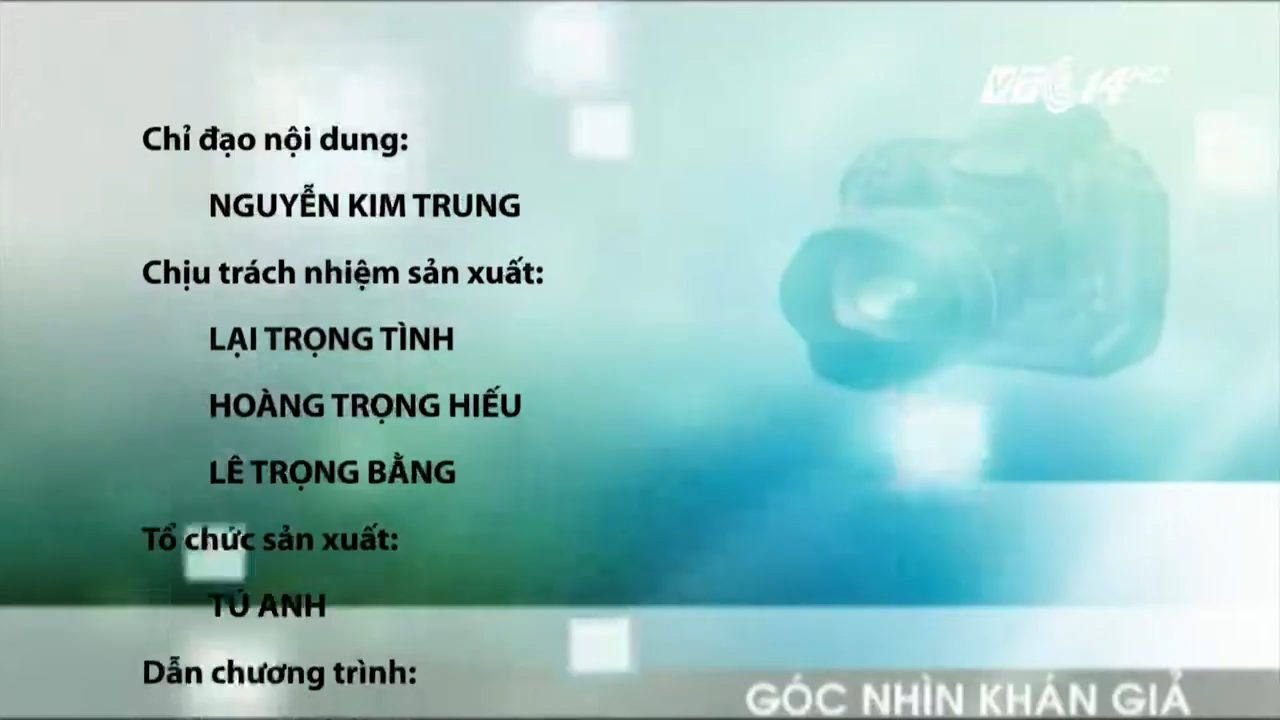 VTC14HD
Chỉ đạo nội dung:
NGUYỄN KIM TRUNG
Chịu trách nhiệm sản xuất:
LẠI TRỌNG TÌNH
HOÀNG TRỌNG HIẾU
LÊ TRỌNG BẰNG
Tổ chức sản xuất:
TÚ ANH
Dẫn chương trình:
GÓC NHÌN KHÁN GIẢ